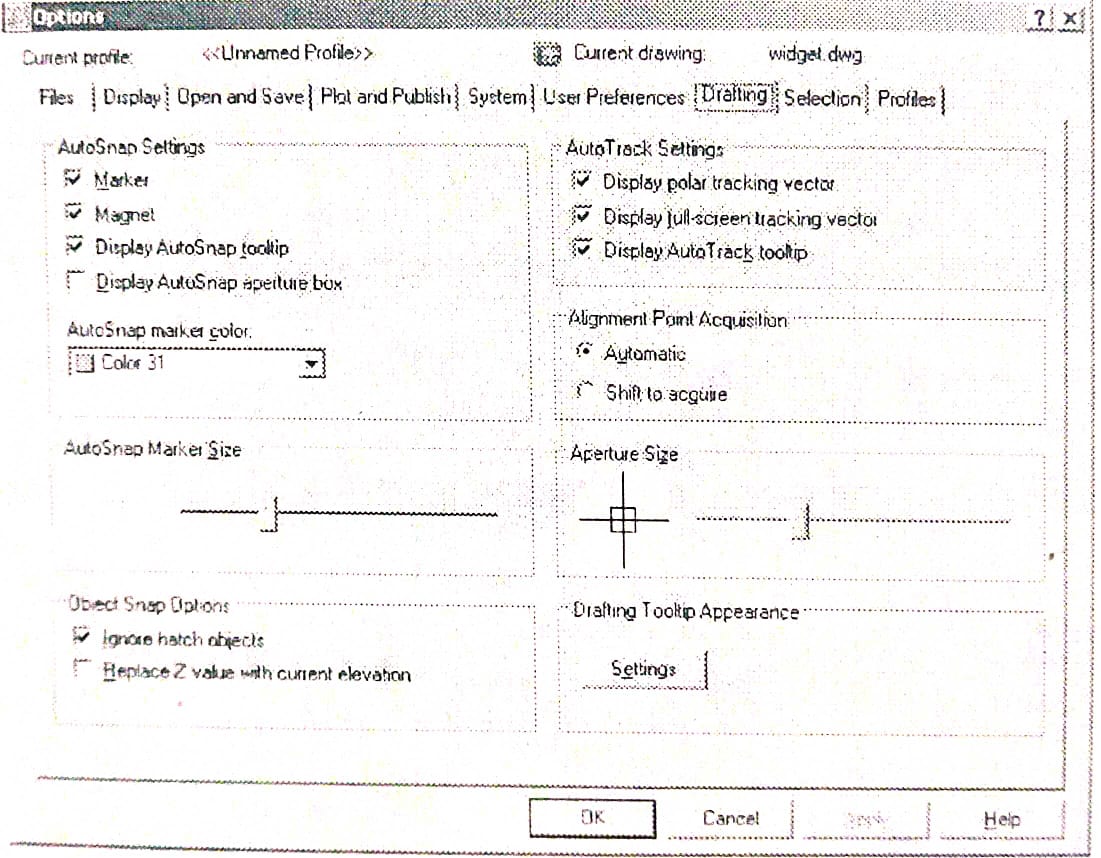 Options
Current profile: <<Unnamed Profile>> Current drawing: widget.dwg
Files Display Open and Save Plot and Publish System User Preferences Drafting Selection Profiles
AutoSnap Settings
Marker
Magnet
Display AutoSnap tooltip
Display AutoSnap aperture box
AutoSnap marker color:
Color 31
AutoTrack Settings
Display polar tracking vector
Display full-screen tracking vector
Display AutoTrack tooltip
Alignment Point Acquisition
Automatic
Shift to acquire
AutoSnap Marker Size
Aperture Size
Object Snap Options
Ignore hatch objects
Replace Z value with current elevation
Drafting Tooltip Appearance
Settings
OK Cancel Apply Help